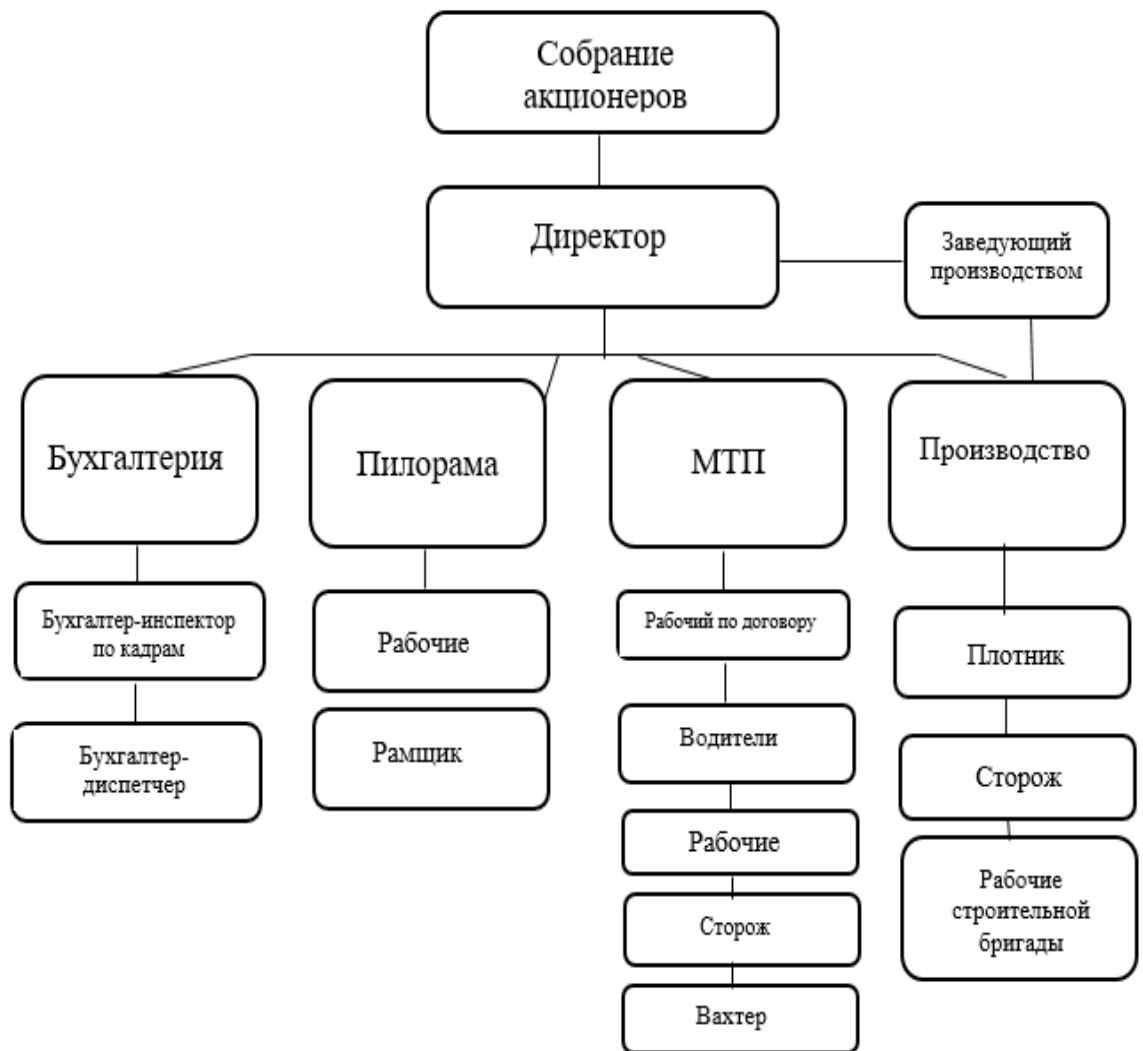 Собрание
акционеров
Директор
Заведующий
производством
Бухгалтерия
Пилорама
МТП
Производство
Бухгалтер-инспектор
по кадрам
Бухгалтер-
диспетчер
Рабочие
Рамщик
Рабочий по договору
Водители
Рабочие
Сторож
Вахтер
Плотник
Сторож
Рабочие
строительной
бригады